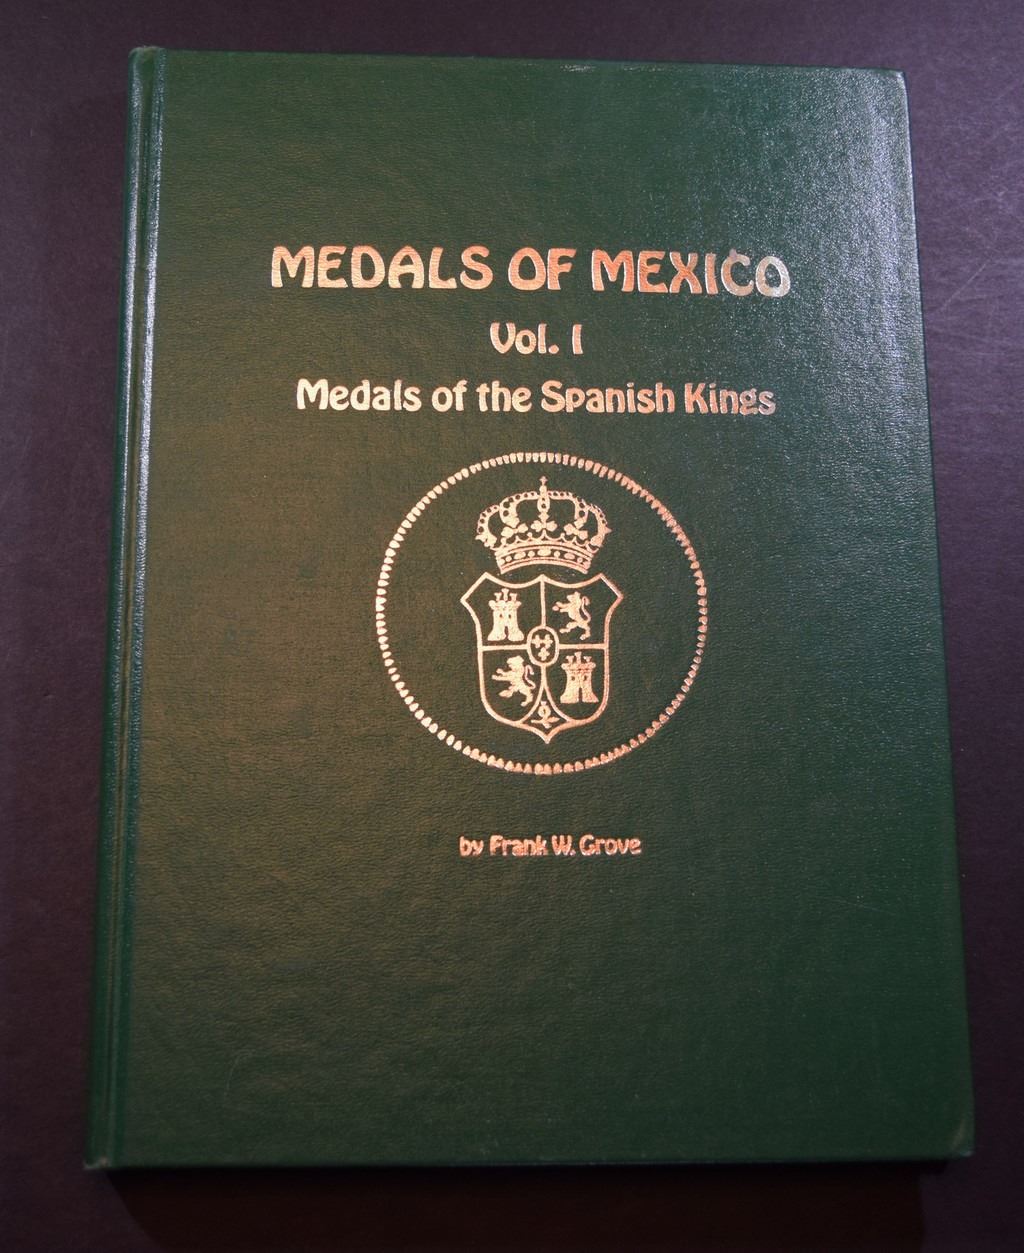 MEDALS OF MEXICO
Vol. I
Medals of the Spanish Kings
by Frank W. Grove